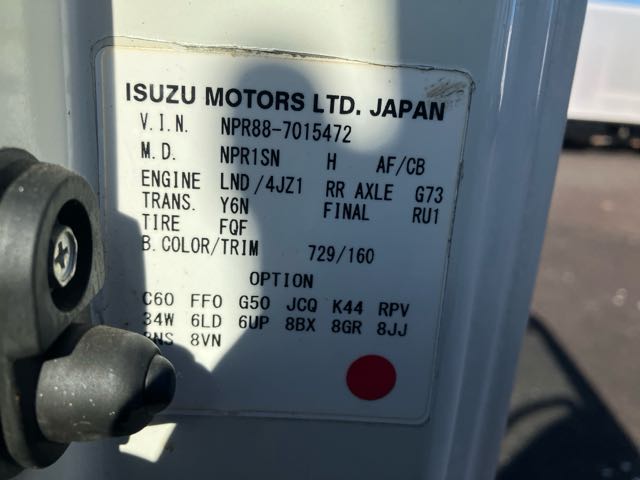 ISUZU MOTORS LTD. JAPAN
V.I.N. NPR88-7015472
M.D. NPR1SN H AF/CB
ENGINE LND/4JZ1 RR AXLE G73
TRANS. Y6N FINAL RU1
TIRE FQF
B.COLOR/TRIM 729/160
OPTION
C60 FF0 G50 JCQ K44 RPV
34W 6LD 6UP 8BX 8GR 8JJ
8VN